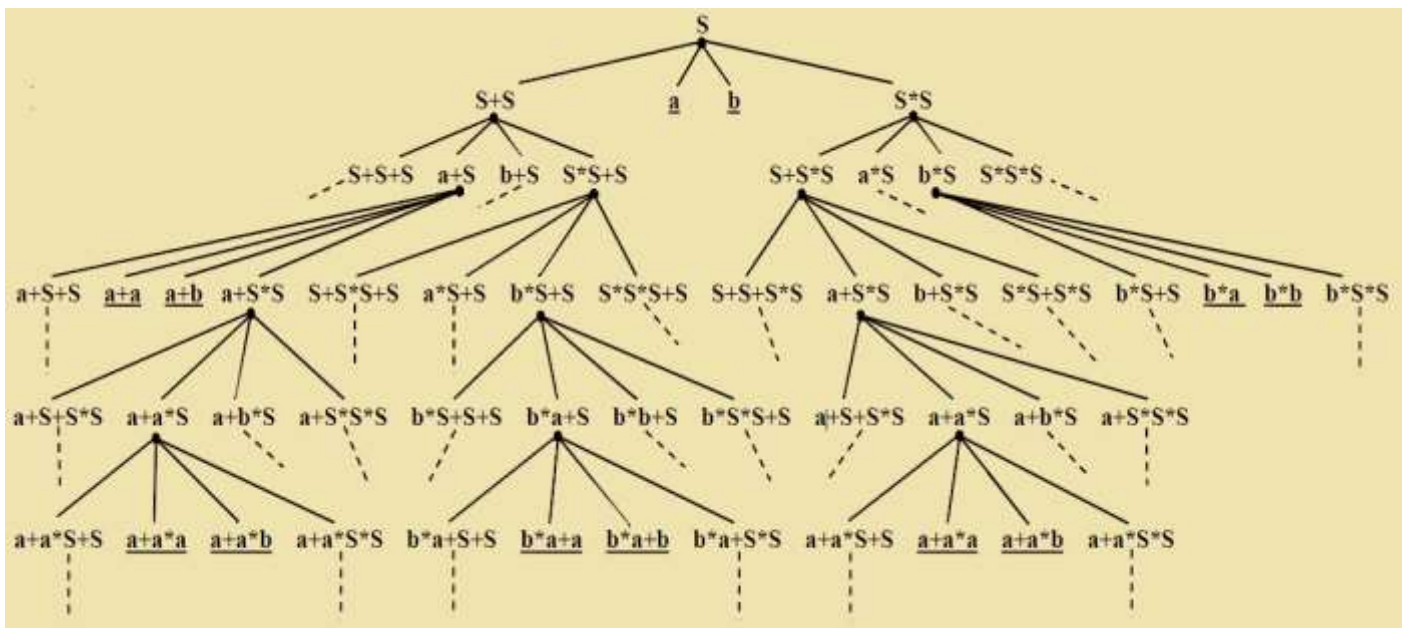 S
S+S a b S*S
S+S+S a+S b+S S*S+S S+S*S a*S b*S S*S*S
a+S+S a+a a+b a+S*S S+S*S+S a*S+S b*S+S S*S*S+S S+S+S*S a+S*S b+S*S S*S+S*S b*S+S b*a b*b b*S*S
a+S+S*S a+a*S a+b*S a+S*S*S b*S+S+S b*a+S b*b+S b*S*S+S a+S+S*S a+a*S a+b*S a+S*S*S
a+a*S+S a+a*a a+a*b a+a*S*S b*a+S+S b*a+a b*a+b b*a+S*S a+a*S+S a+a*a a+a*b a+a*S*S